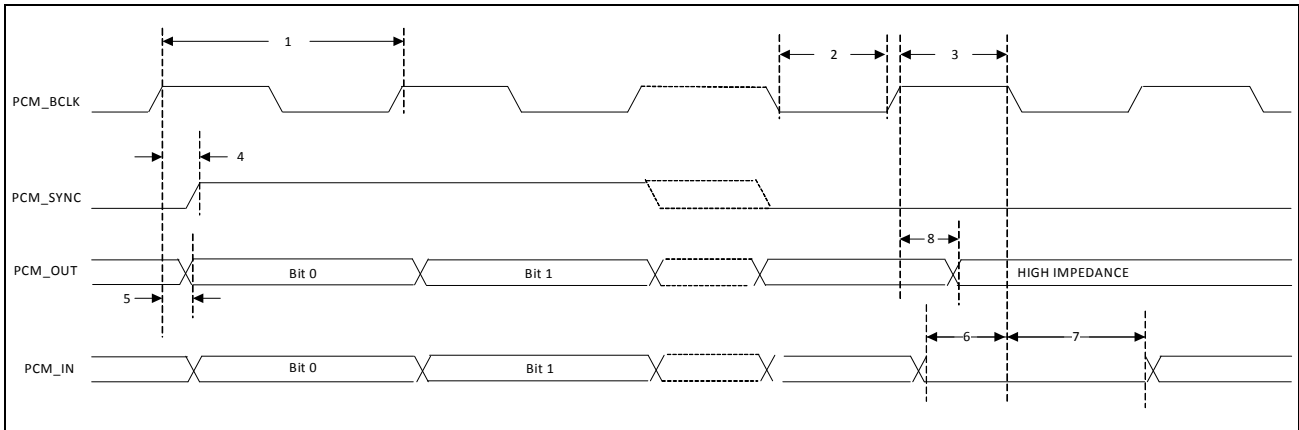 1
2
3
PCM_BCLK
4
PCM_SYNC
8
PCM_OUT
Bit 0
Bit 1
HIGH IMPEDANCE
5
6
7
PCM_IN
Bit 0
Bit 1